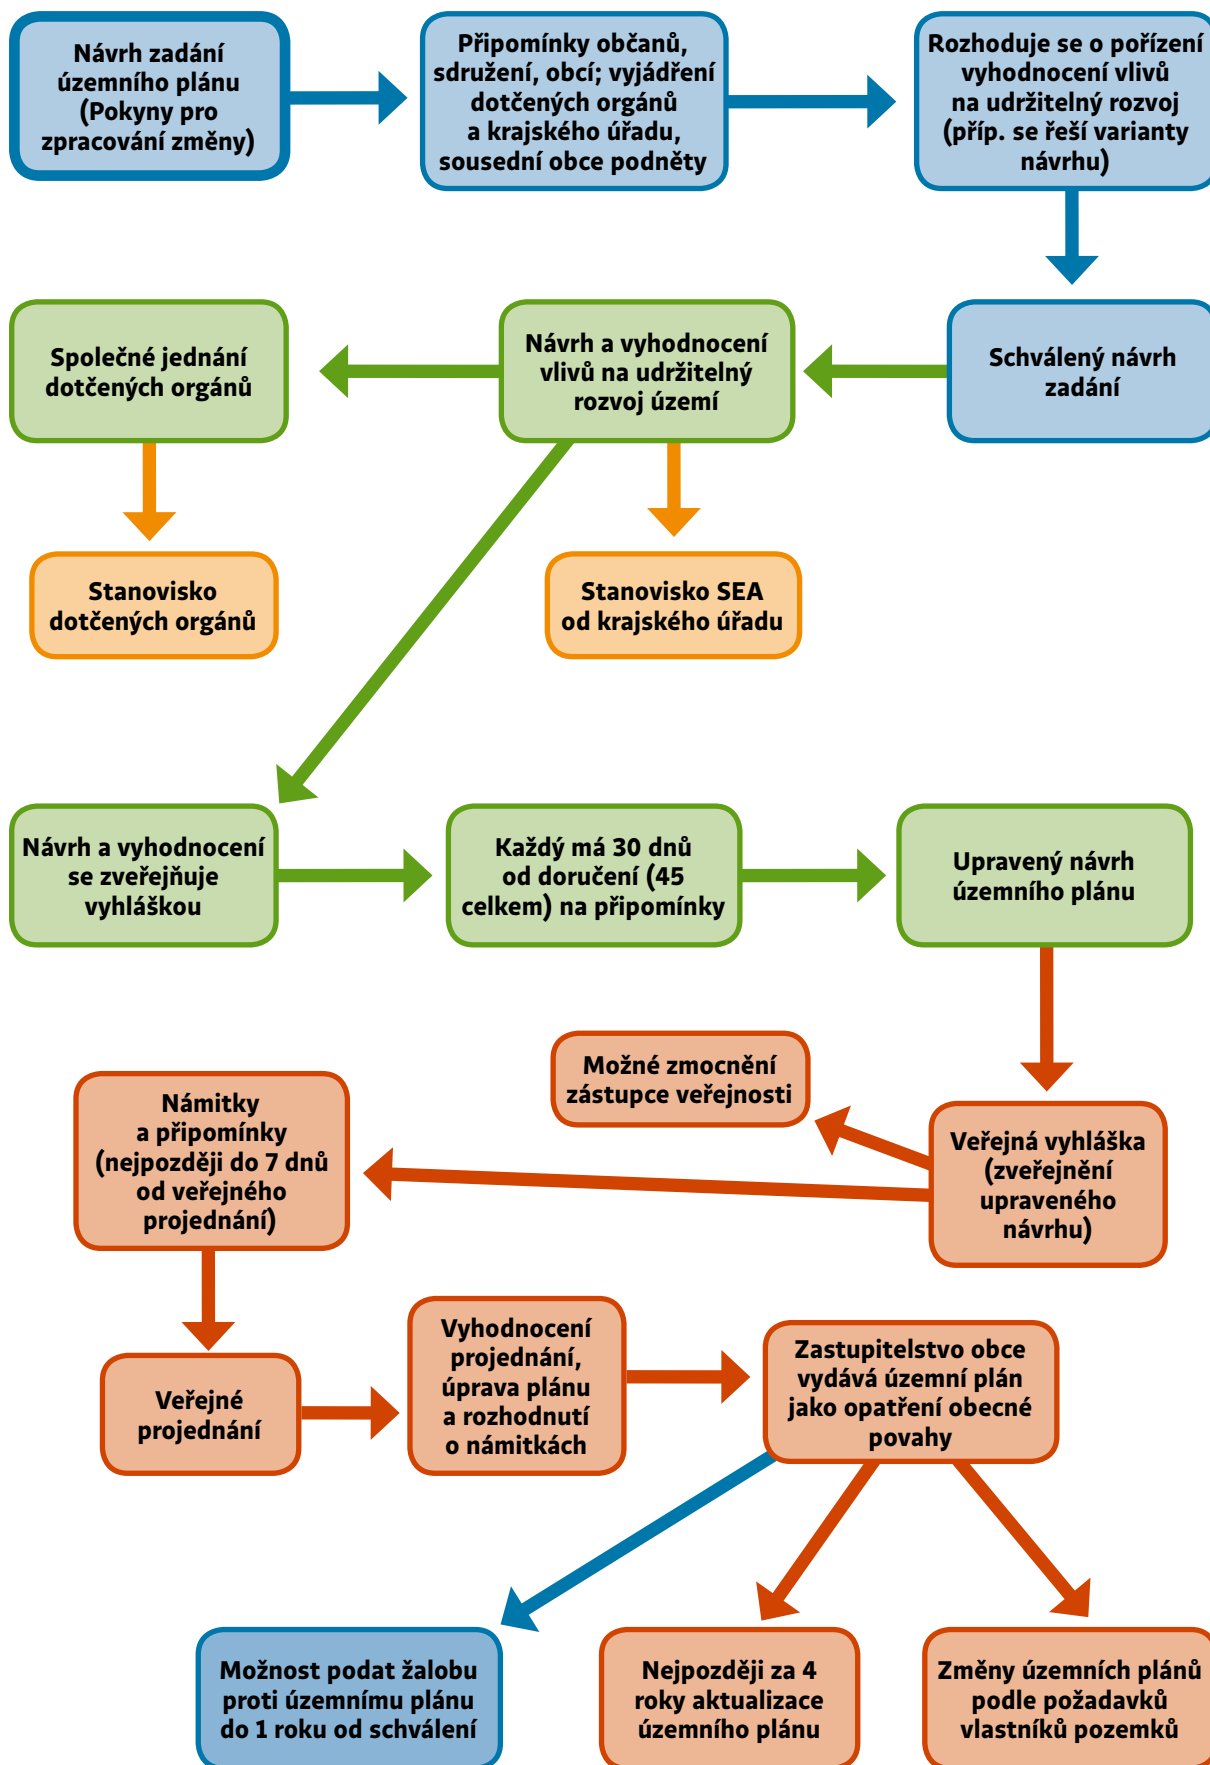 Návrh zadání
územního plánu
(Pokyny pro
zpracování změny)
Připomínky občanů,
sdružení, obcí; vyjádření
dotčených orgánů
a krajského úřadu,
sousední obce podněty
Rozhoduje se o pořízení
vyhodnocení vlivů
na udržitelný rozvoj
(příp. se řeší varianty
návrhu)
Schválený návrh
zadání
Návrh a vyhodnocení
vlivů na udržitelný
rozvoj území
Společné jednání
dotčených orgánů
Stanovisko
dotčených orgánů
Stanovisko SEA
od krajského úřadu
Návrh a vyhodnocení
se zveřejňuje
vyhláškou
Každý má 30 dnů
od doručení (45
celkem) na připomínky
Upravený návrh
územního plánu
Možné zmocnění
zástupce veřejnosti
Veřejná vyhláška
(zveřejnění
upraveného
návrhu)
Námitky
a připomínky
(nejpozději do 7 dnů
od veřejného
projednání)
Veřejné
projednání
Vyhodnocení
projednání,
úprava plánu
a rozhodnutí
o námitkách
Zastupitelstvo obce
vydává územní plán
jako opatření obecné
povahy
Možnost podat žalobu
proti územnímu plánu
do 1 roku od schválení
Nejpozději za 4
roky aktualizace
územního plánu
Změny územních plánů
podle požadavků
vlastníků pozemků